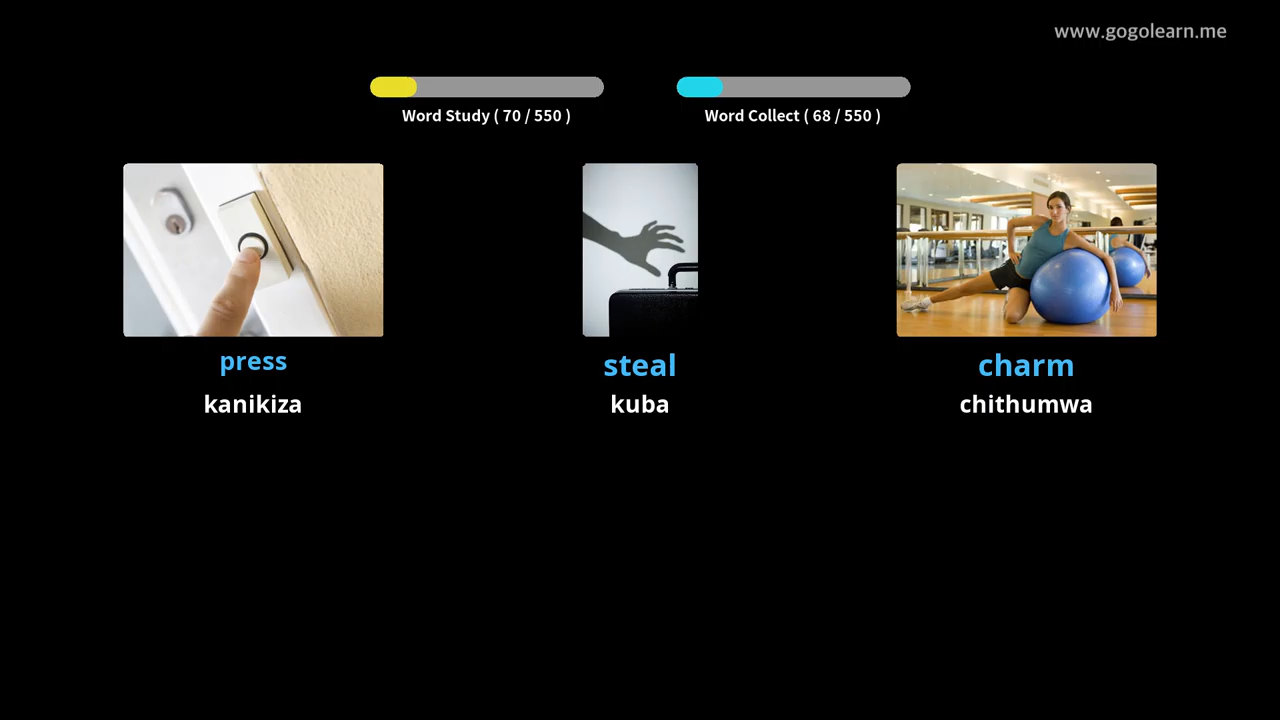 www.gogolearn.me
Word Study ( 70 / 550 )
Word Collect ( 68 / 550 )
press
steal
charm
kanikiza
kuba
chithumwa